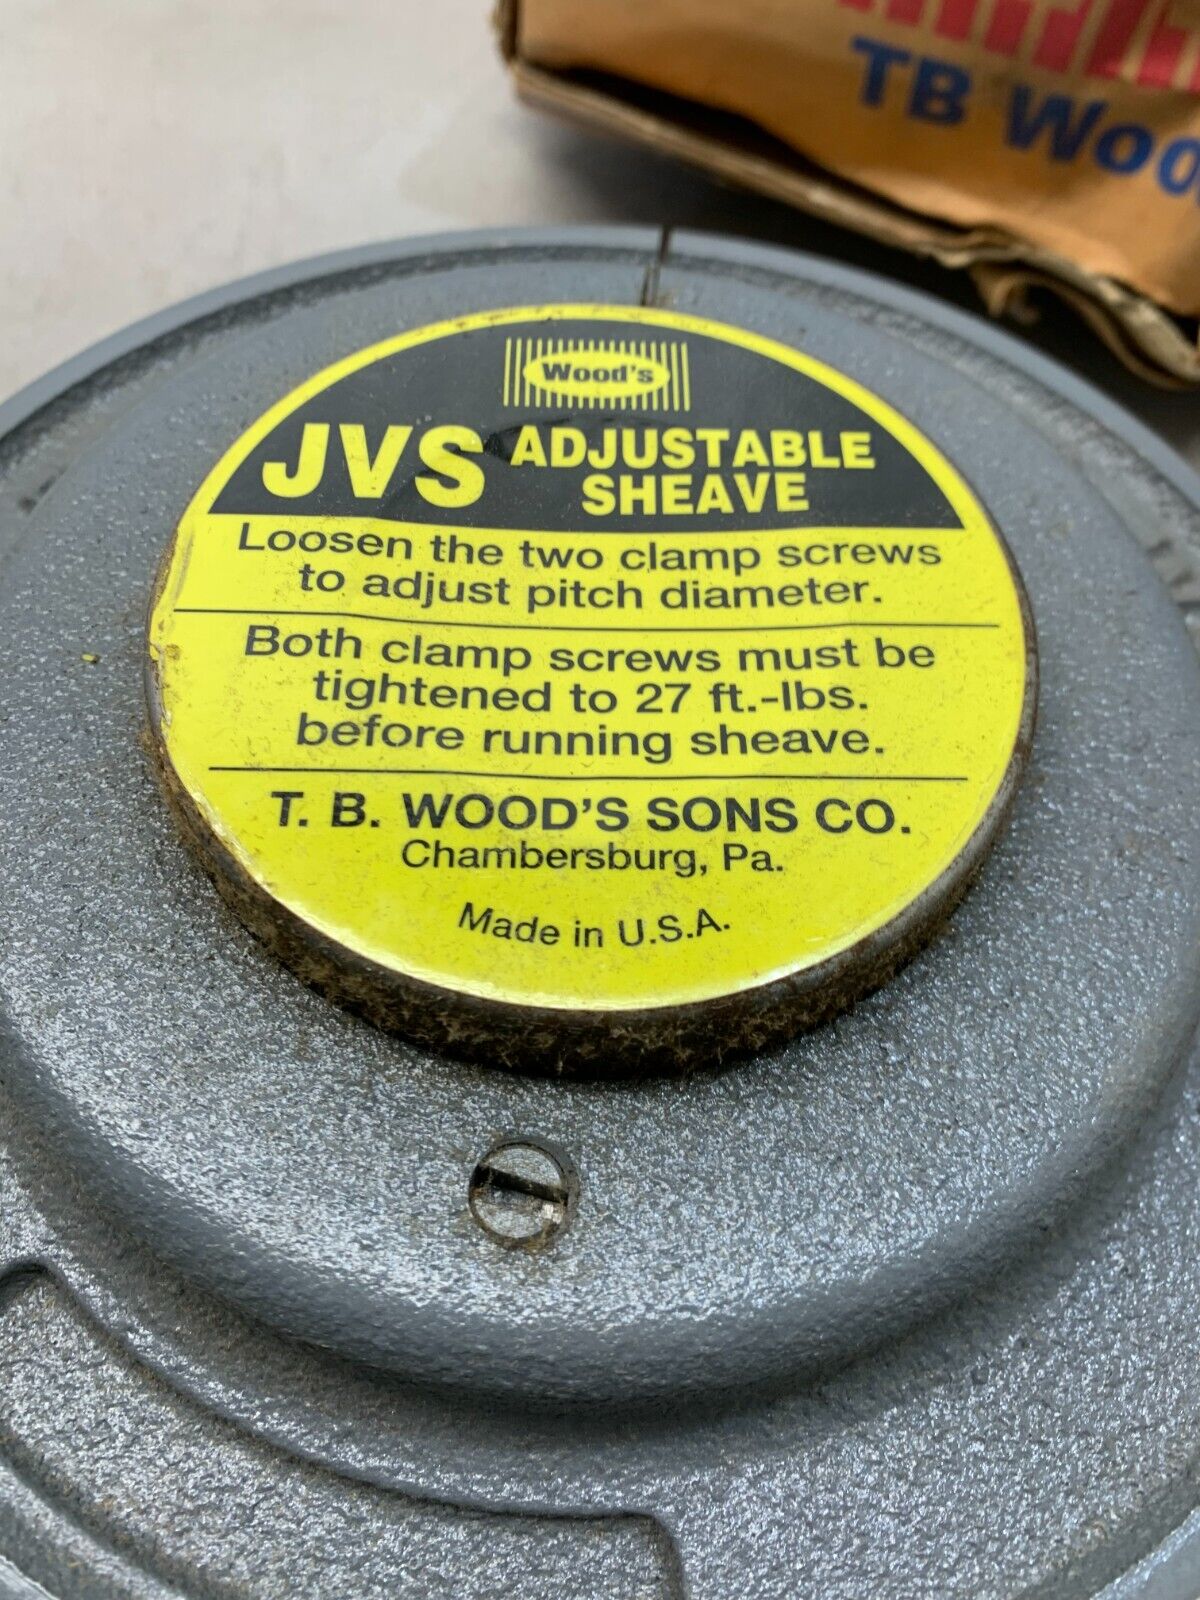 TB Woo
Wood's
JVS ADJUSTABLE
SHEAVE
Loosen the two clamp screws
to adjust pitch diameter.
Both clamp screws must be
tightened to 27 ft.-lbs.
before running sheave.
T. B. WOOD'S SONS CO.
Chambersburg, Pa.
Made in U.S.A.